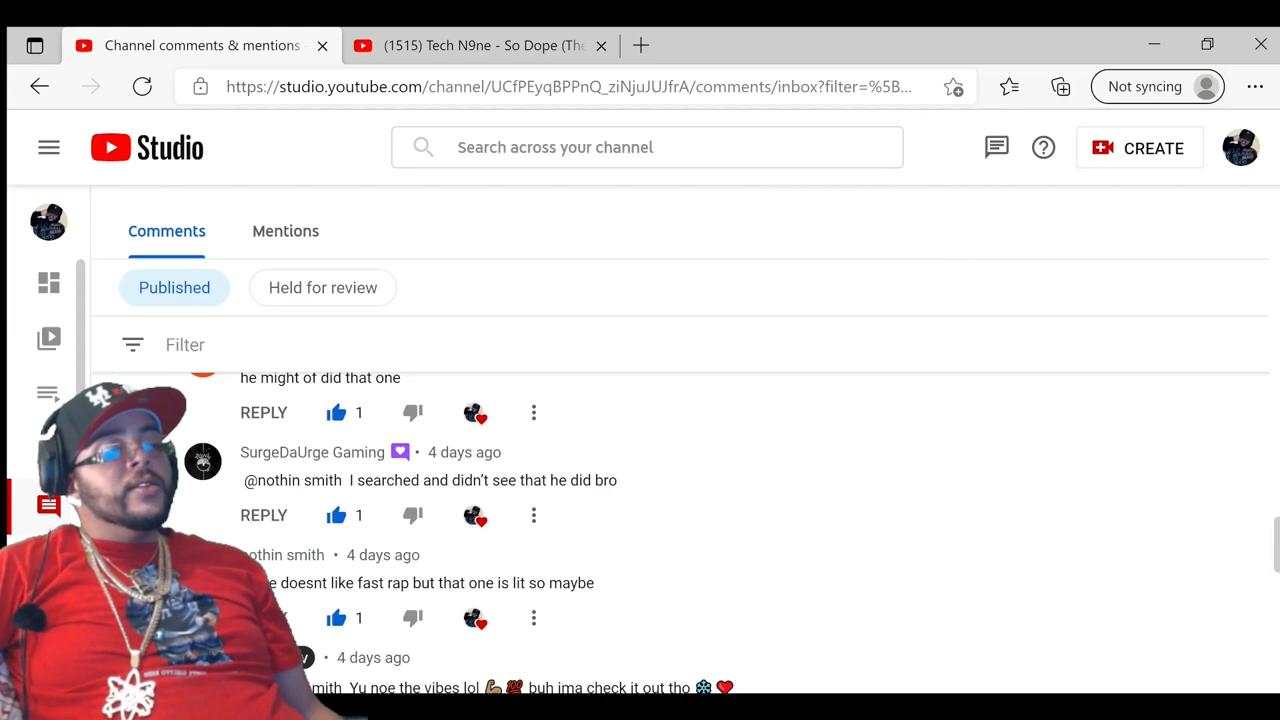 Channel comments & mentions
(1515) Tech N9ne - So Dope (The
https://studio.youtube.com/channel/UCfPEyqBPPnQ_ziNjuJUJfrA/comments/inbox?filter=%5B...
Not syncing
Studio
Search across your channel
CREATE
Comments
Mentions
Published
Held for review
Filter
he might of did that one
REPLY 1
SurgeDaUrge Gaming • 4 days ago
@nothin smith I searched and didn’t see that he did bro
REPLY 1
othin smith • 4 days ago
e doesnt like fast rap but that one is lit so maybe
1
• 4 days ago
mith Yu noe the vibes lol 💪🏽💯 buh ima check it out tho ❄️❤️